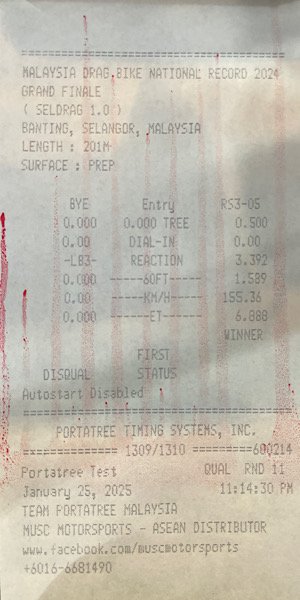 ================================
MALAYSIA DRAG BIKE NATIONAL RECORD 2024
GRAND FINALE
( SELDRAG 1.0 )
BANTING, SELANGOR, MALAYSIA
LENGTH : 201M
SURFACE : PREP
BYE Entry RS3-05
0.000 0.000 TREE 0.500
0.00 DIAL-IN 0.00
-LB3- REACTION 3.392
0.000 -----60FT----- 1.589
0.00 -----KM/H----- 155.36
0.000 ------ET------ 6.888
WINNER
FIRST
DISQUAL STATUS
Autostart Disabled
================================
PORTATREE TIMING SYSTEMS, INC.
============== 1309/1310 =========600214
Portatree Test QUAL RND 11
January 25, 2025 11:14:30 PM
TEAM PORTATREE MALAYSIA
MUSC MOTORSPORTS - ASEAN DISTRIBUTOR
www.facebook.com/muscmotorsports
+6016-6681490